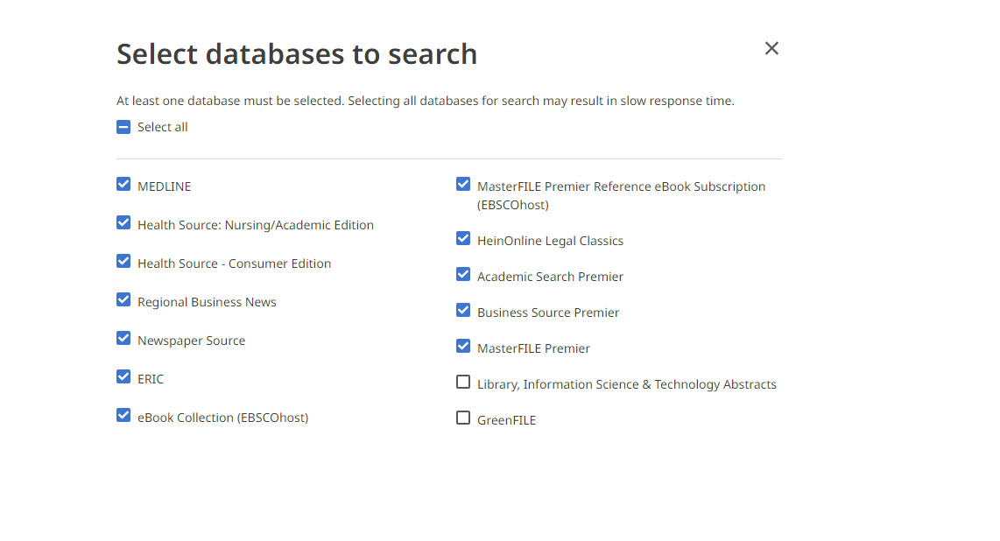 Select databases to search
At least one database must be selected. Selecting all databases for search may result in slow response time.
Select all
MEDLINE
Health Source: Nursing/Academic Edition
Health Source - Consumer Edition
Regional Business News
Newspaper Source
ERIC
eBook Collection (EBSCOhost)
MasterFILE Premier Reference eBook Subscription
(EBSCOhost)
HeinOnline Legal Classics
Academic Search Premier
Business Source Premier
MasterFILE Premier
Library, Information Science & Technology Abstracts
GreenFILE